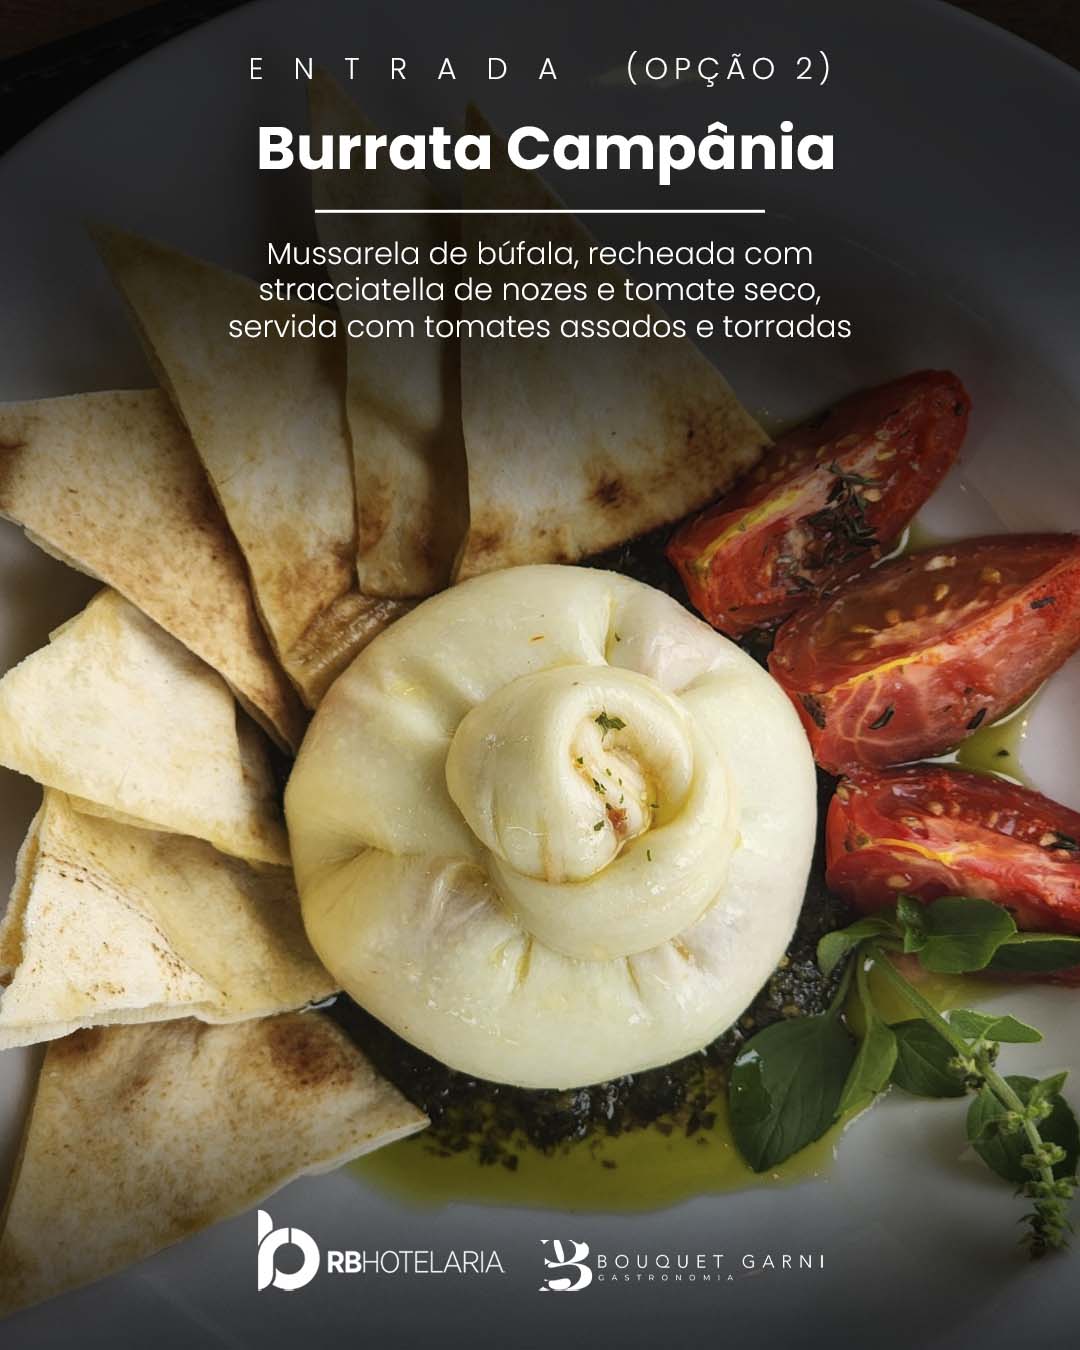 ENTRADA (OPÇÃO 2)
Burrata Campânia
Mussarela de búfala, recheada com
stracciatella de nozes e tomate seco,
servida com tomates assados e torradas
RBHOTELARIA
BOUQUET GARNI
GASTRONOMIA